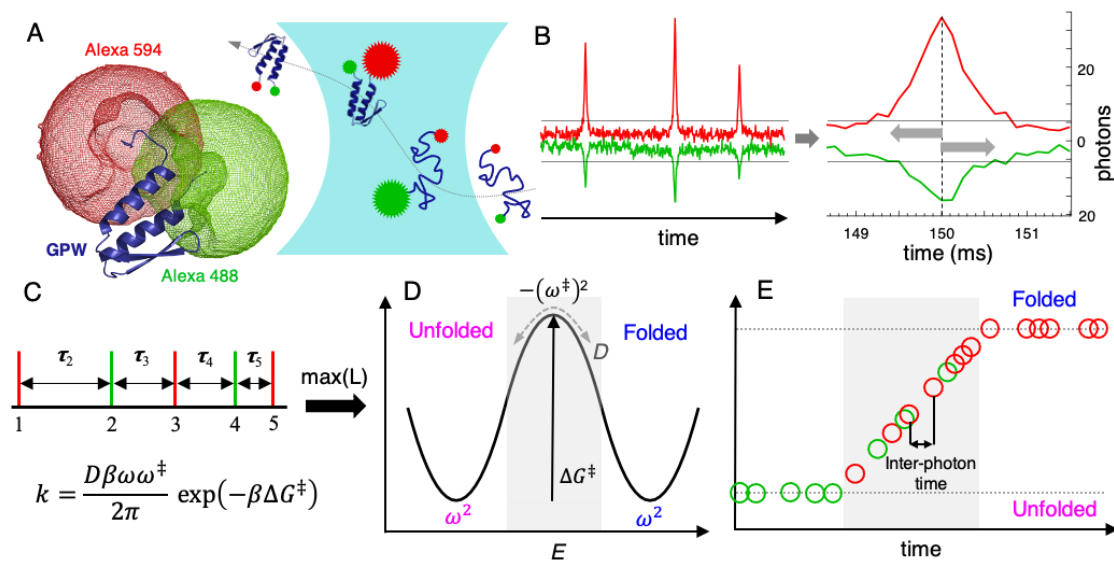 A
Alexa 594
GPW
Alexa 488
B
time
photons
20
0
20
149
150
151
time (ms)
C
τ₂
τ₃
τ₄
τ₅
1
2
3
4
5
max(L)
k = Dβωω‡ / 2π exp(−βΔG‡)
D
−(ω‡)²
Unfolded
Folded
D
ΔG‡
ω²
ω²
E
E
Folded
Inter-photon
time
Unfolded
time